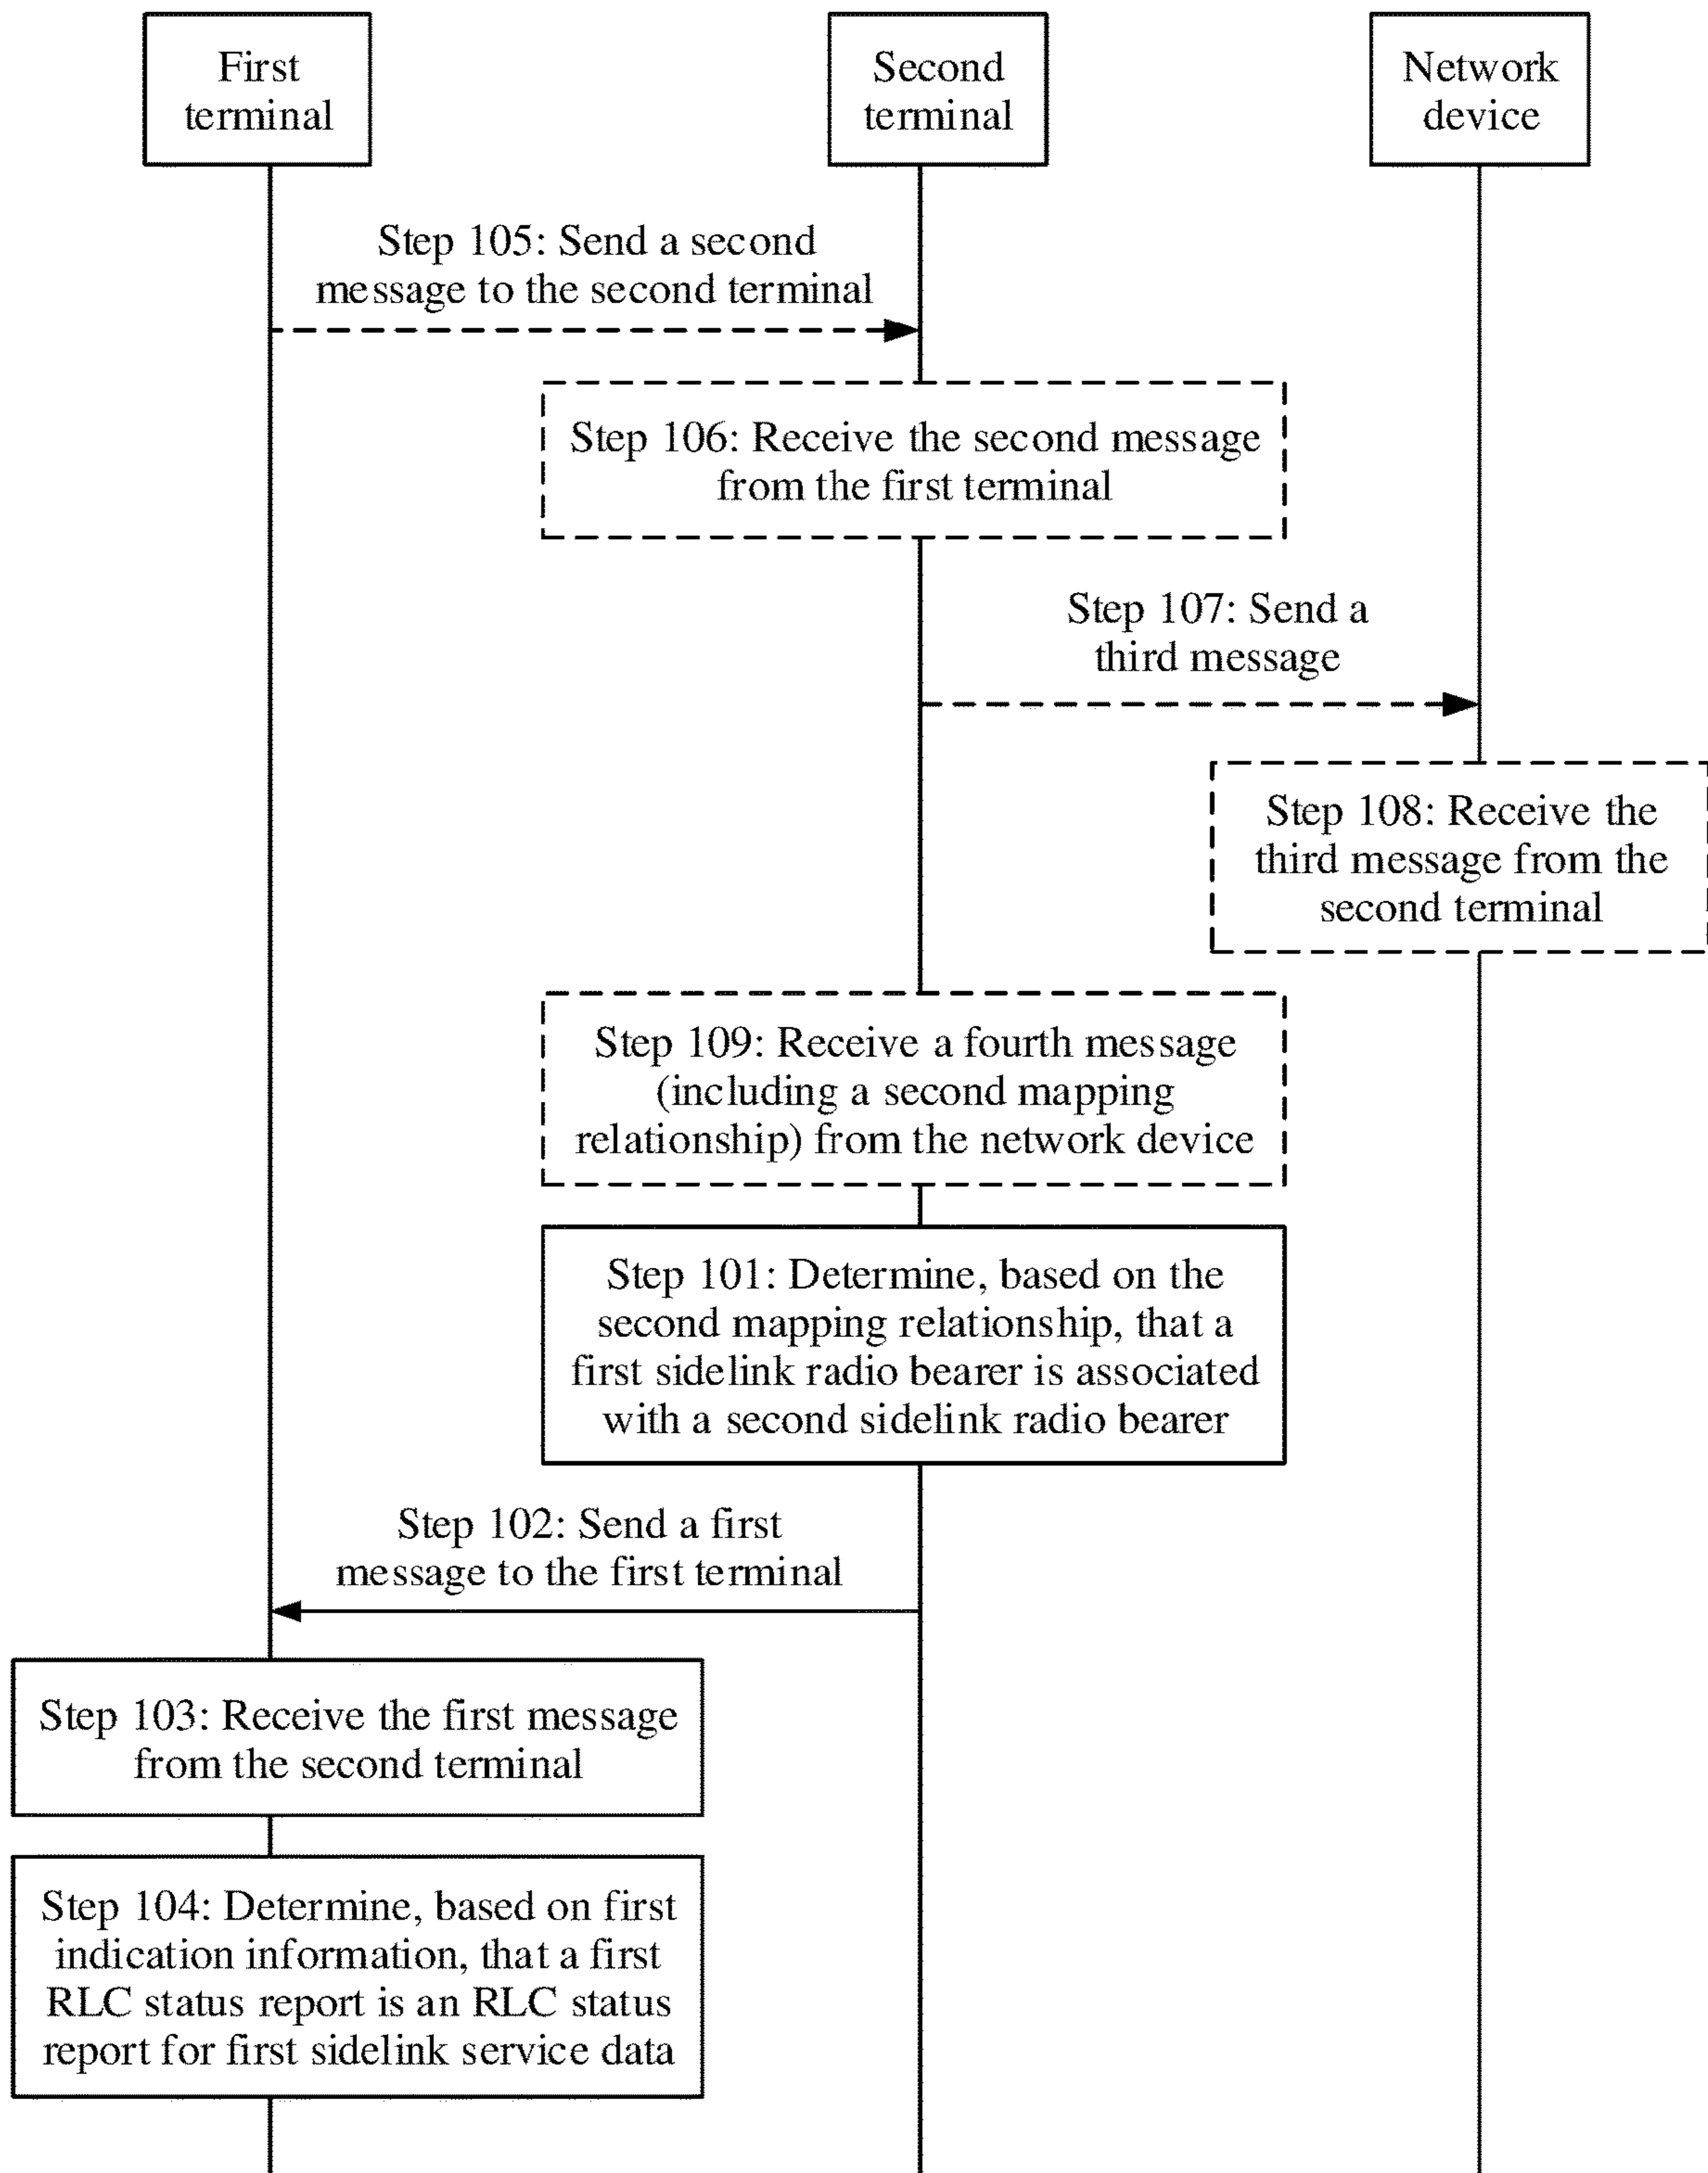 First
terminal
Second
terminal
Network
device
Step 105: Send a second
message to the second terminal
Step 106: Receive the second message
from the first terminal
Step 107: Send a
third message
Step 108: Receive the
third message from the
second terminal
Step 109: Receive a fourth message
(including a second mapping
relationship) from the network device
Step 101: Determine, based on the
second mapping relationship, that a
first sidelink radio bearer is associated
with a second sidelink radio bearer
Step 102: Send a first
message to the first terminal
Step 103: Receive the first message
from the second terminal
Step 104: Determine, based on first
indication information, that a first
RLC status report is an RLC status
report for first sidelink service data